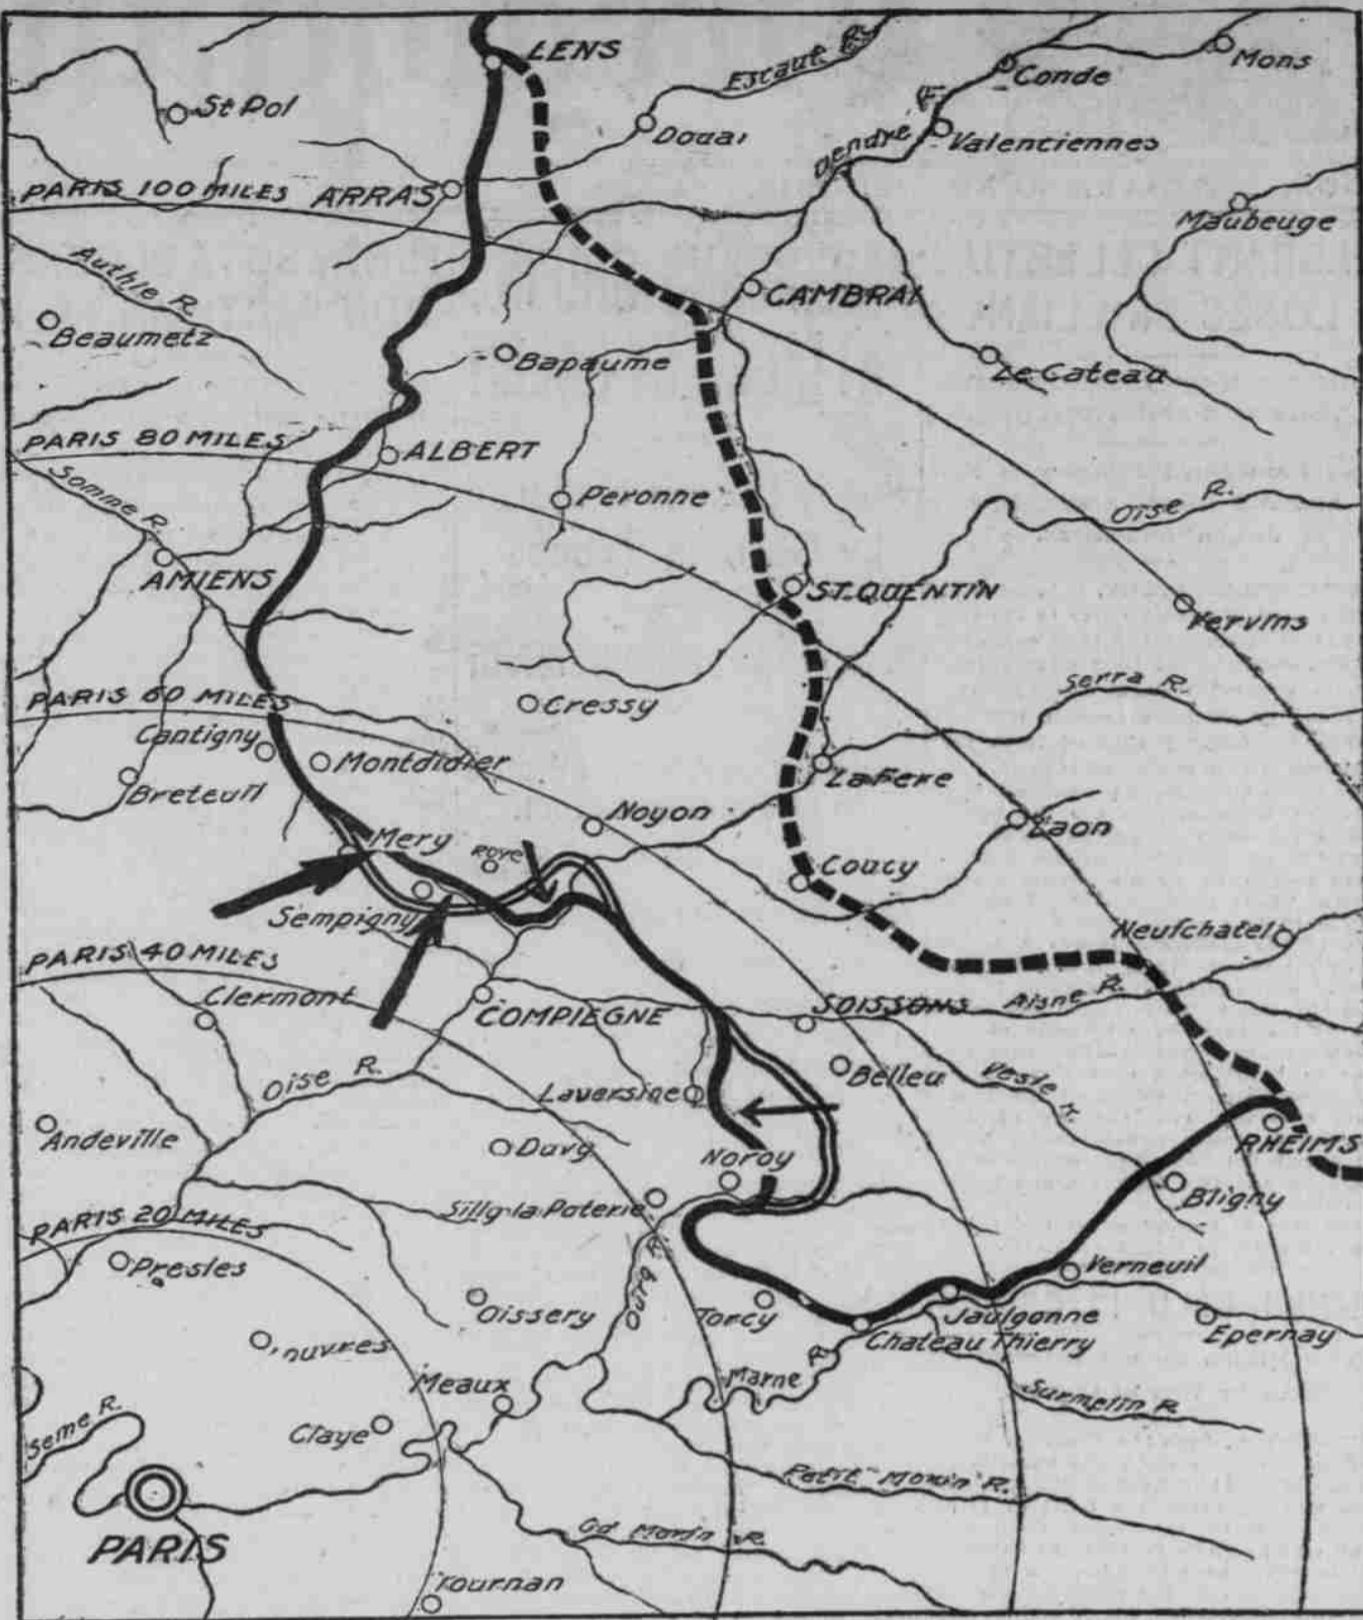 LENS
Mons
Conde
Escaut R.
St Pol
Douai
Dendre R.
Valenciennes
PARIS 100 MILES
ARRAS
Maubeuge
Authie R.
CAMBRAI
Beaumetz
Bapaume
Le Cateau
PARIS 80 MILES
ALBERT
Somme R.
Peronne
Oise R.
AMIENS
ST. QUENTIN
Vervins
PARIS 60 MILES
Cressy
Serra R.
Cantigny
Montdidier
Breteuil
La Fere
Noyon
Laon
Mery
Roye
Coucy
Sempigny
Neufchatel
PARIS 40 MILES
Clermont
COMPIEGNE
SOISSONS
Aisne R.
Oise R.
Laversine
Belleu
Vesle R.
Andeville
Davy
Noroy
RHEIMS
Silly-la-Poterie
Bligny
PARIS 20 MILES
Presles
Verneuil
Oissery
Ourq R.
Torcy
Jaulgonne
Chateau Thierry
Epernay
Meaux
Marne R.
Surmelin R.
Seine R.
Claye
Petit Morin R.
PARIS
Gd Morin R.
Tournan